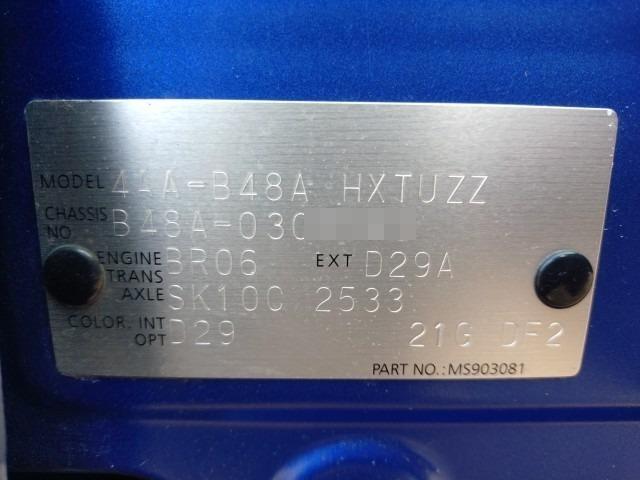 MODEL 4AA-B48A HXTUZZ
CHASSIS NO B48A-030
ENGINE BR06 EXT D29A
TRANS AXLE SK10C 2533
COLOR, INT OPT D29 21G DF2
PART NO.:MS903081